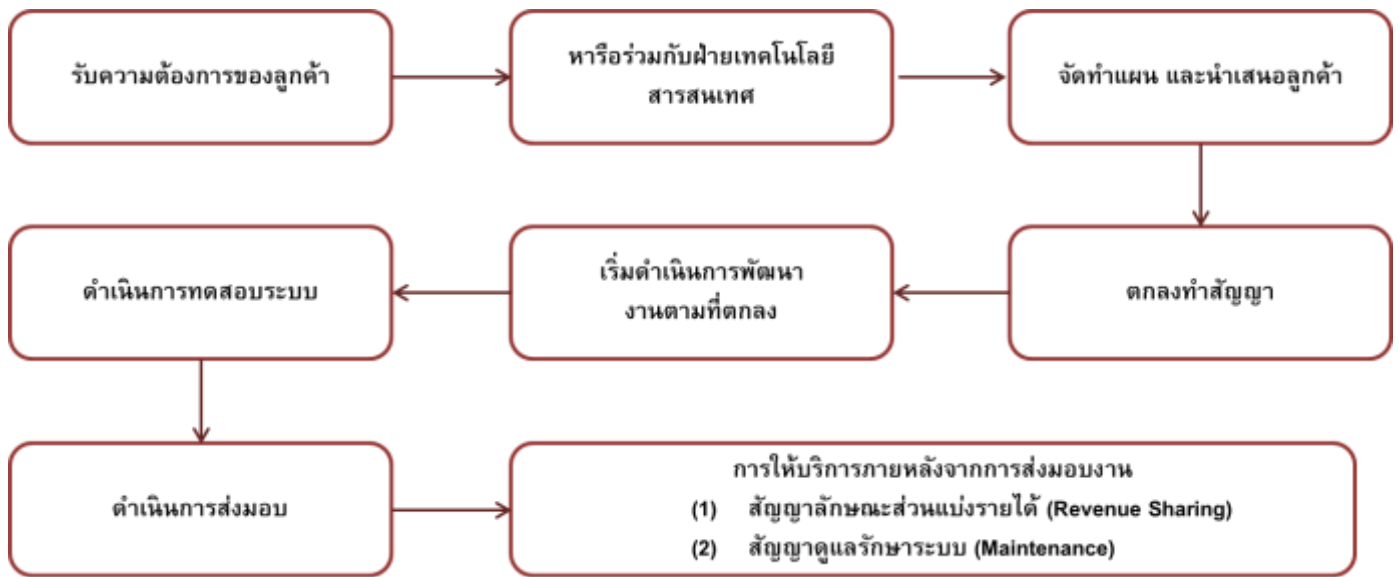 รับความต้องการของลูกค้า
หารือร่วมกับฝ่ายเทคโนโลยี
สารสนเทศ
จัดทำแผน และนำเสนอลูกค้า
ตกลงทำสัญญา
เริ่มดำเนินการพัฒนา
งานตามที่ตกลง
ดำเนินการทดสอบระบบ
ดำเนินการส่งมอบ
การให้บริการภายหลังจากการส่งมอบงาน
(1) สัญญาลักษณะส่วนแบ่งรายได้ (Revenue Sharing)
(2) สัญญาดูแลรักษาระบบ (Maintenance)